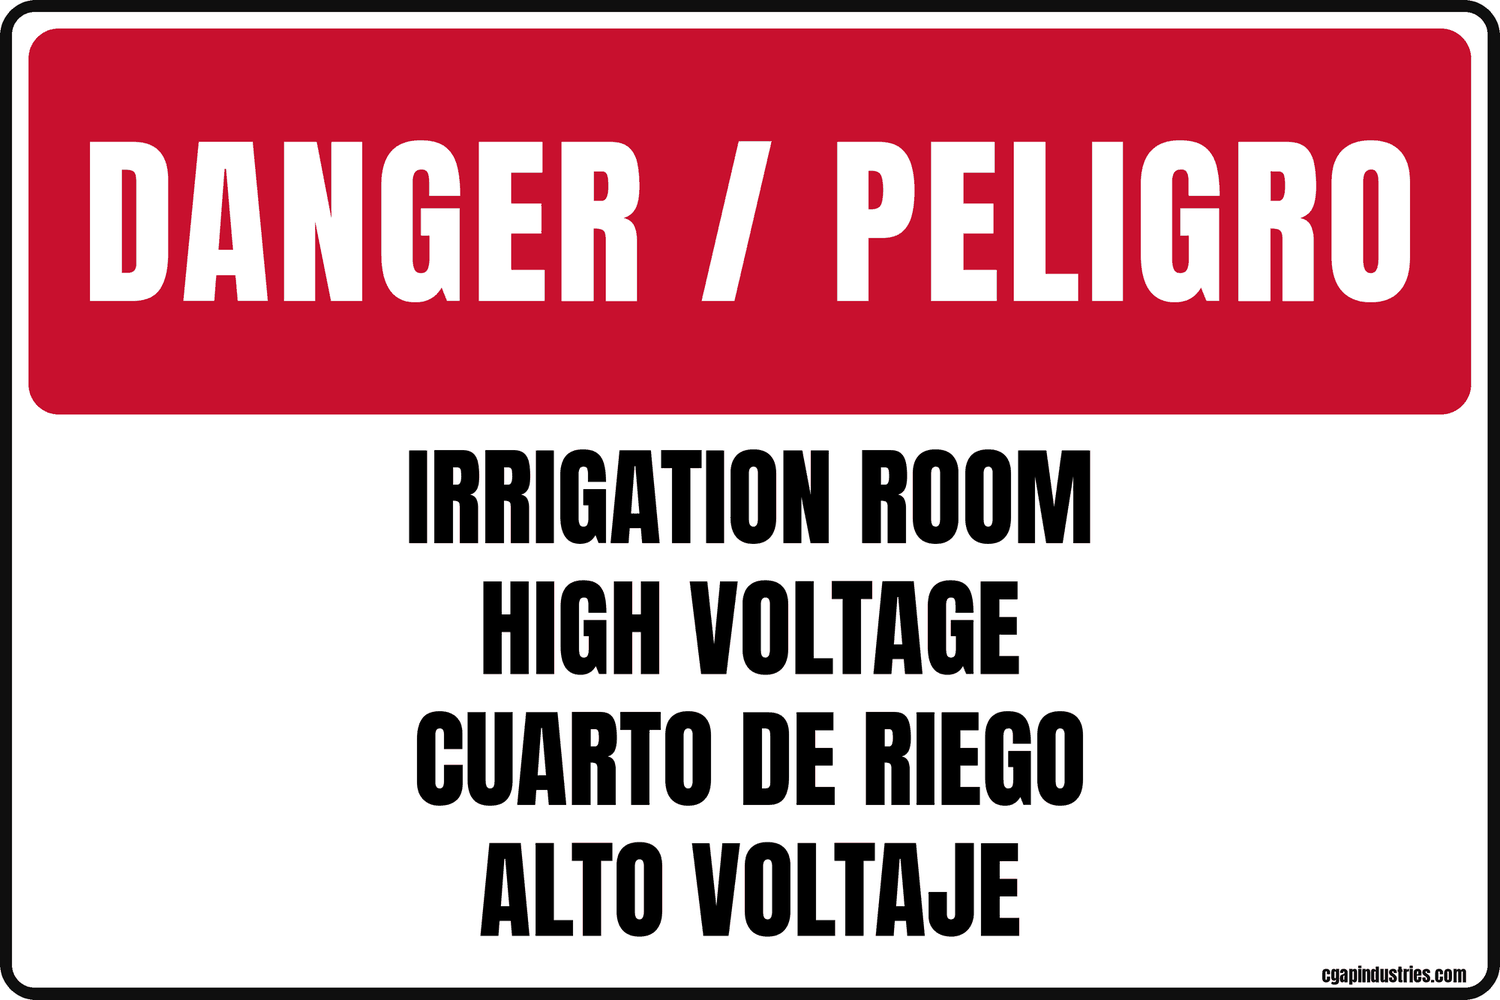 DANGER / PELIGRO
IRRIGATION ROOM
HIGH VOLTAGE
CUARTO DE RIEGO
ALTO VOLTAJE
cgapindustries.com